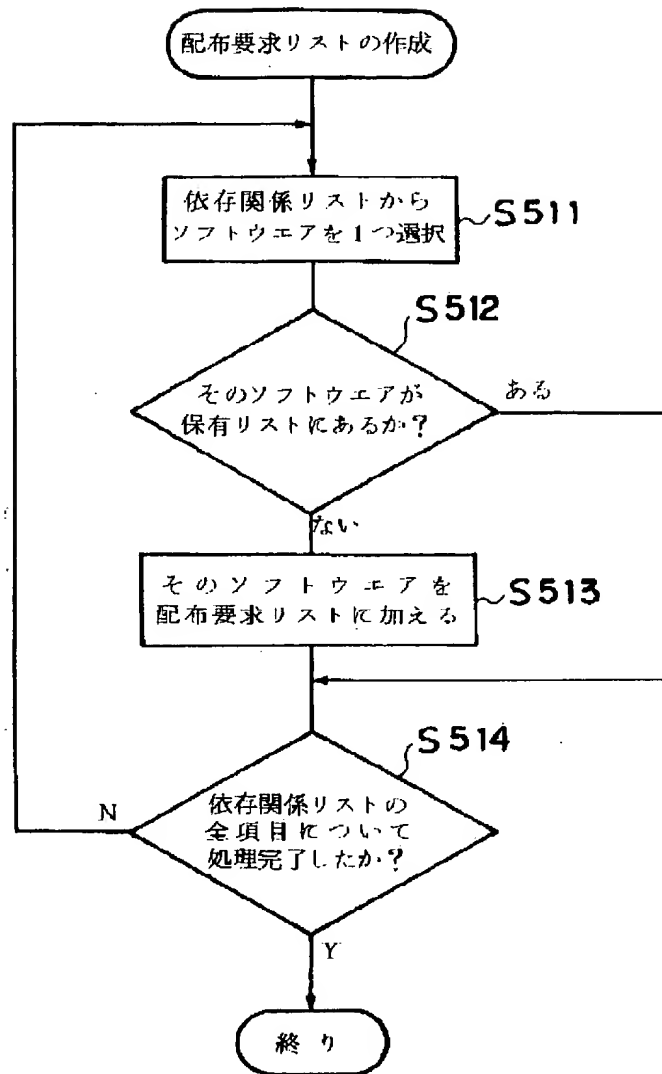 配布要求リストの作成
依存関係リストから
ソフトウエアを1つ選択
S511
S512
そのソフトウエアが
保有リストにあるか？
ある
ない
そのソフトウエアを
配布要求リストに加える
S513
S514
依存関係リストの
全項目について
処理完了したか？
N
Y
終り